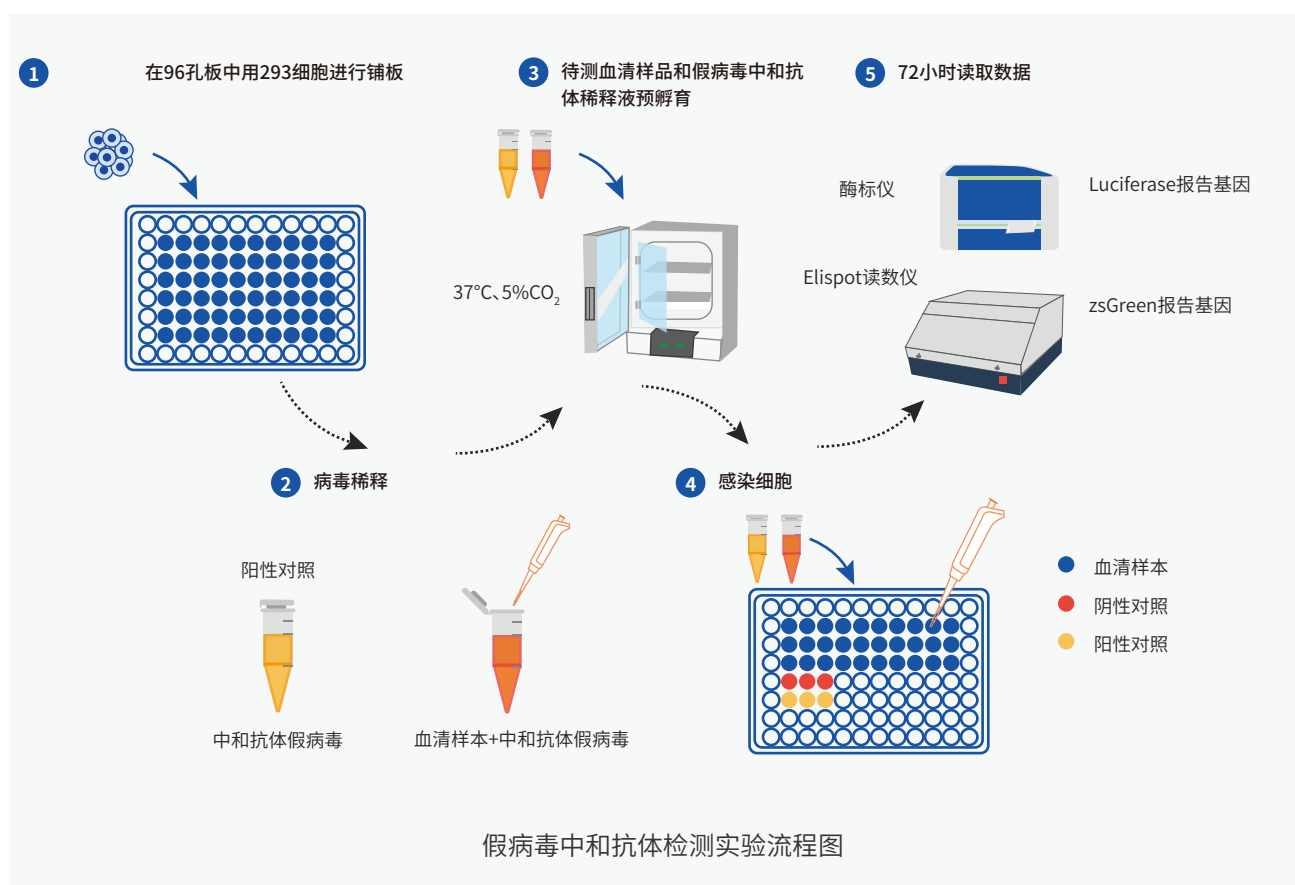 1
在96孔板中用293细胞进行铺板
2
病毒稀释
阳性对照
中和抗体假病毒
血清样本+中和抗体假病毒
3
待测血清样品和假病毒中和抗
体稀释液预孵育
37℃、5%CO₂
4
感染细胞
血清样本
阴性对照
阳性对照
5
72小时读取数据
酶标仪
Luciferase报告基因
Elispot读数仪
zsGreen报告基因
假病毒中和抗体检测实验流程图